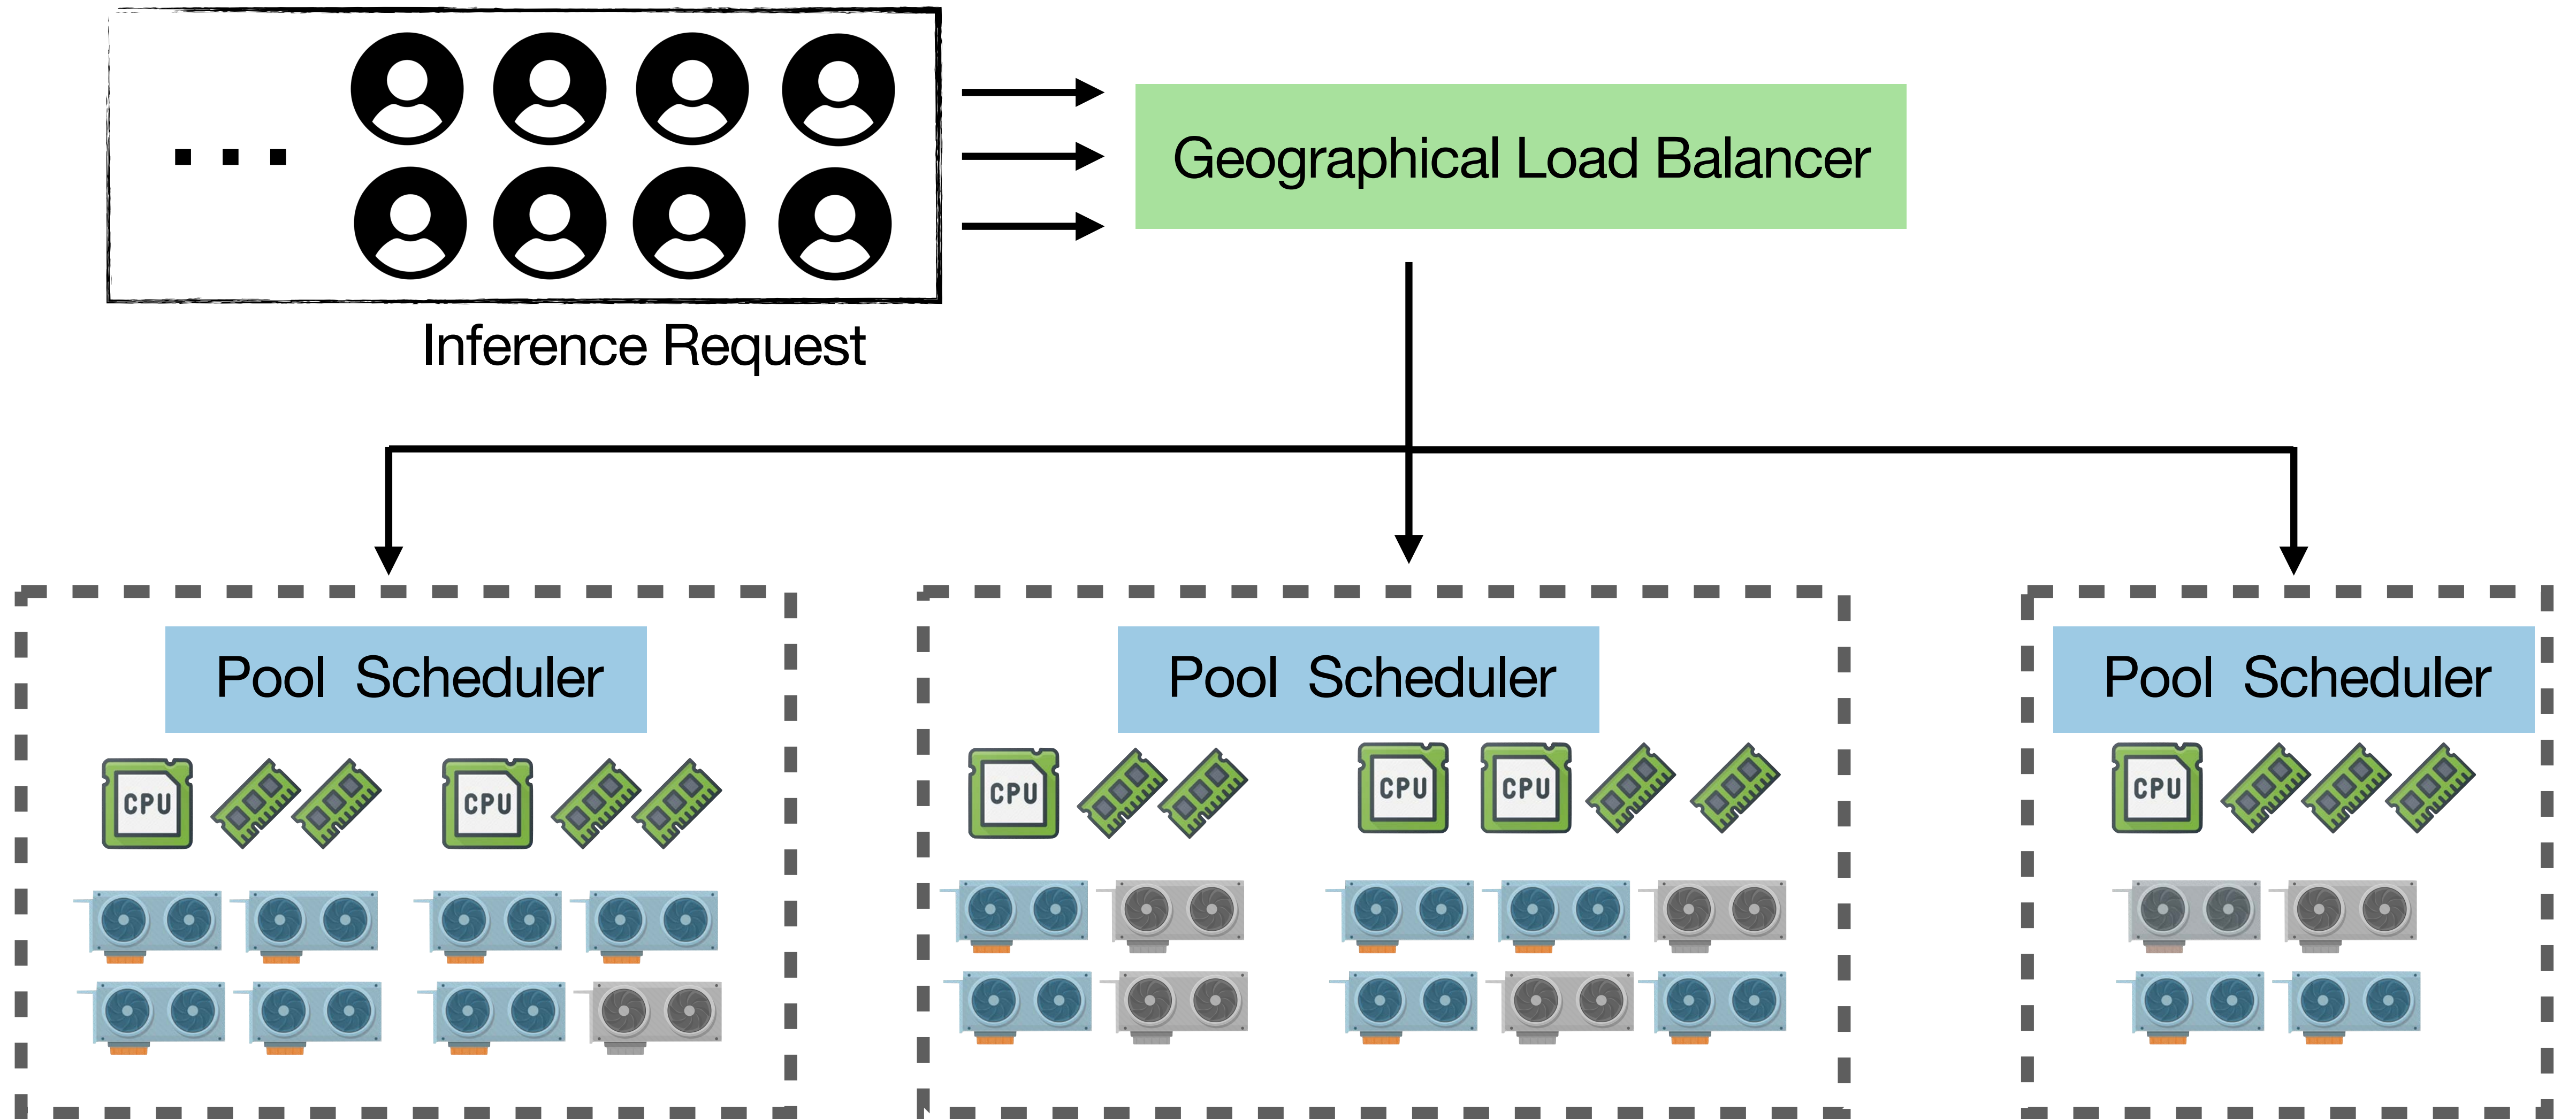 Geographical Load Balancer
Inference Request
Pool Scheduler
Pool Scheduler
Pool Scheduler
CPU
CPU
CPU
CPU
CPU
CPU